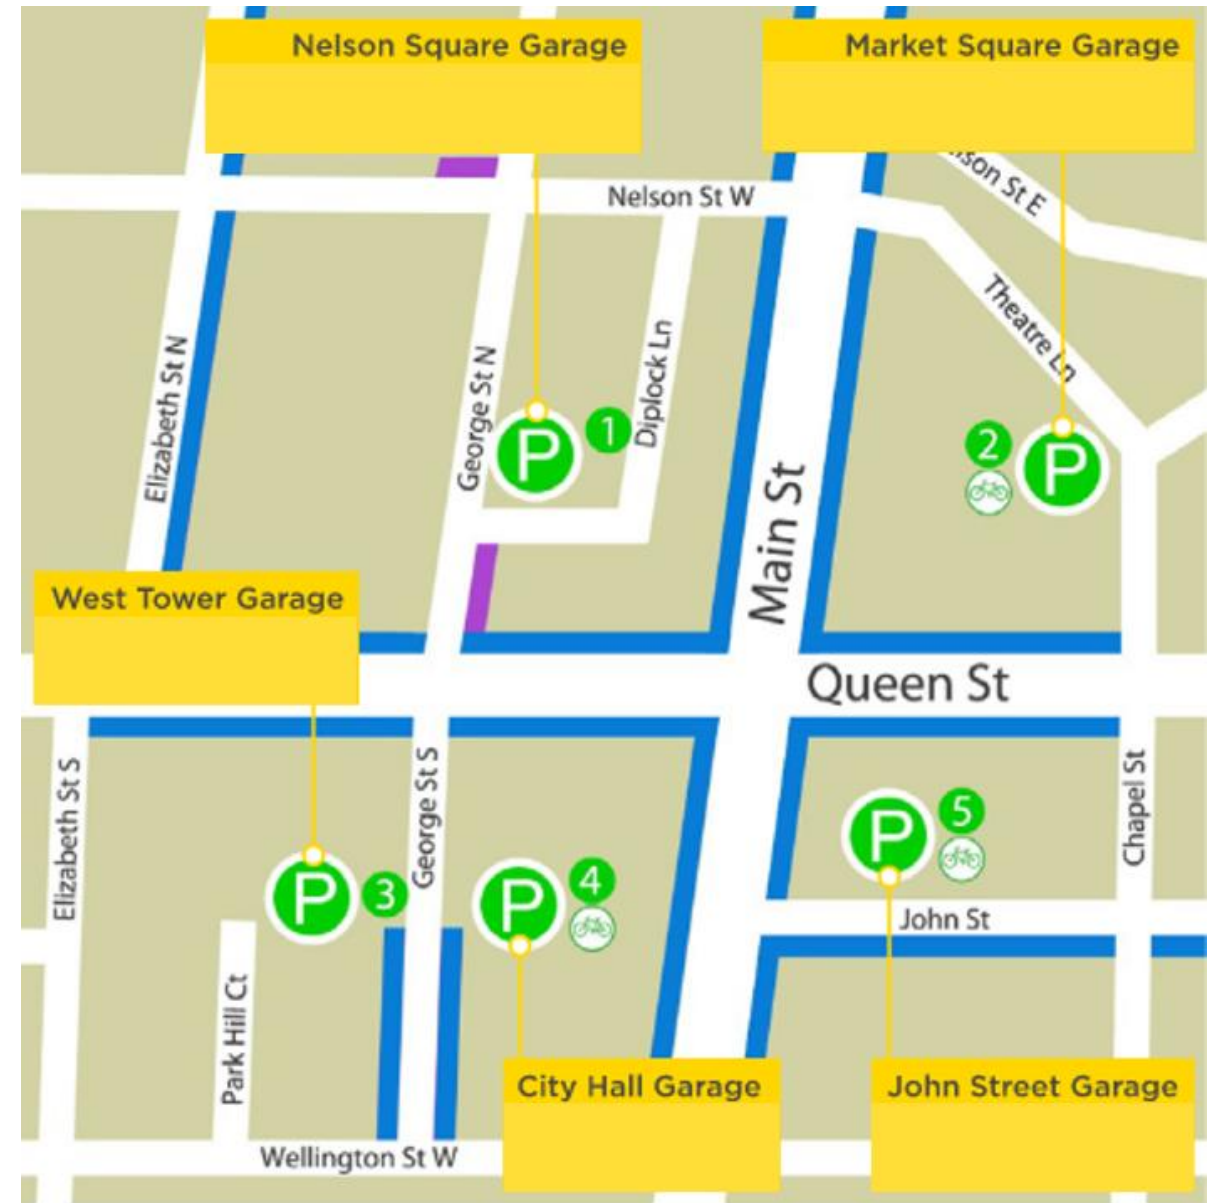 Nelson Square Garage
Market Square Garage
Nelson St W
St E
Theatre Ln
Elizabeth St N
George St N
Diplock Ln
P
1
2
P
Main St
West Tower Garage
Queen St
Elizabeth St S
George St S
Chapel St
P
5
P
3
P
4
John St
Park Hill Ct
City Hall Garage
John Street Garage
Wellington St W